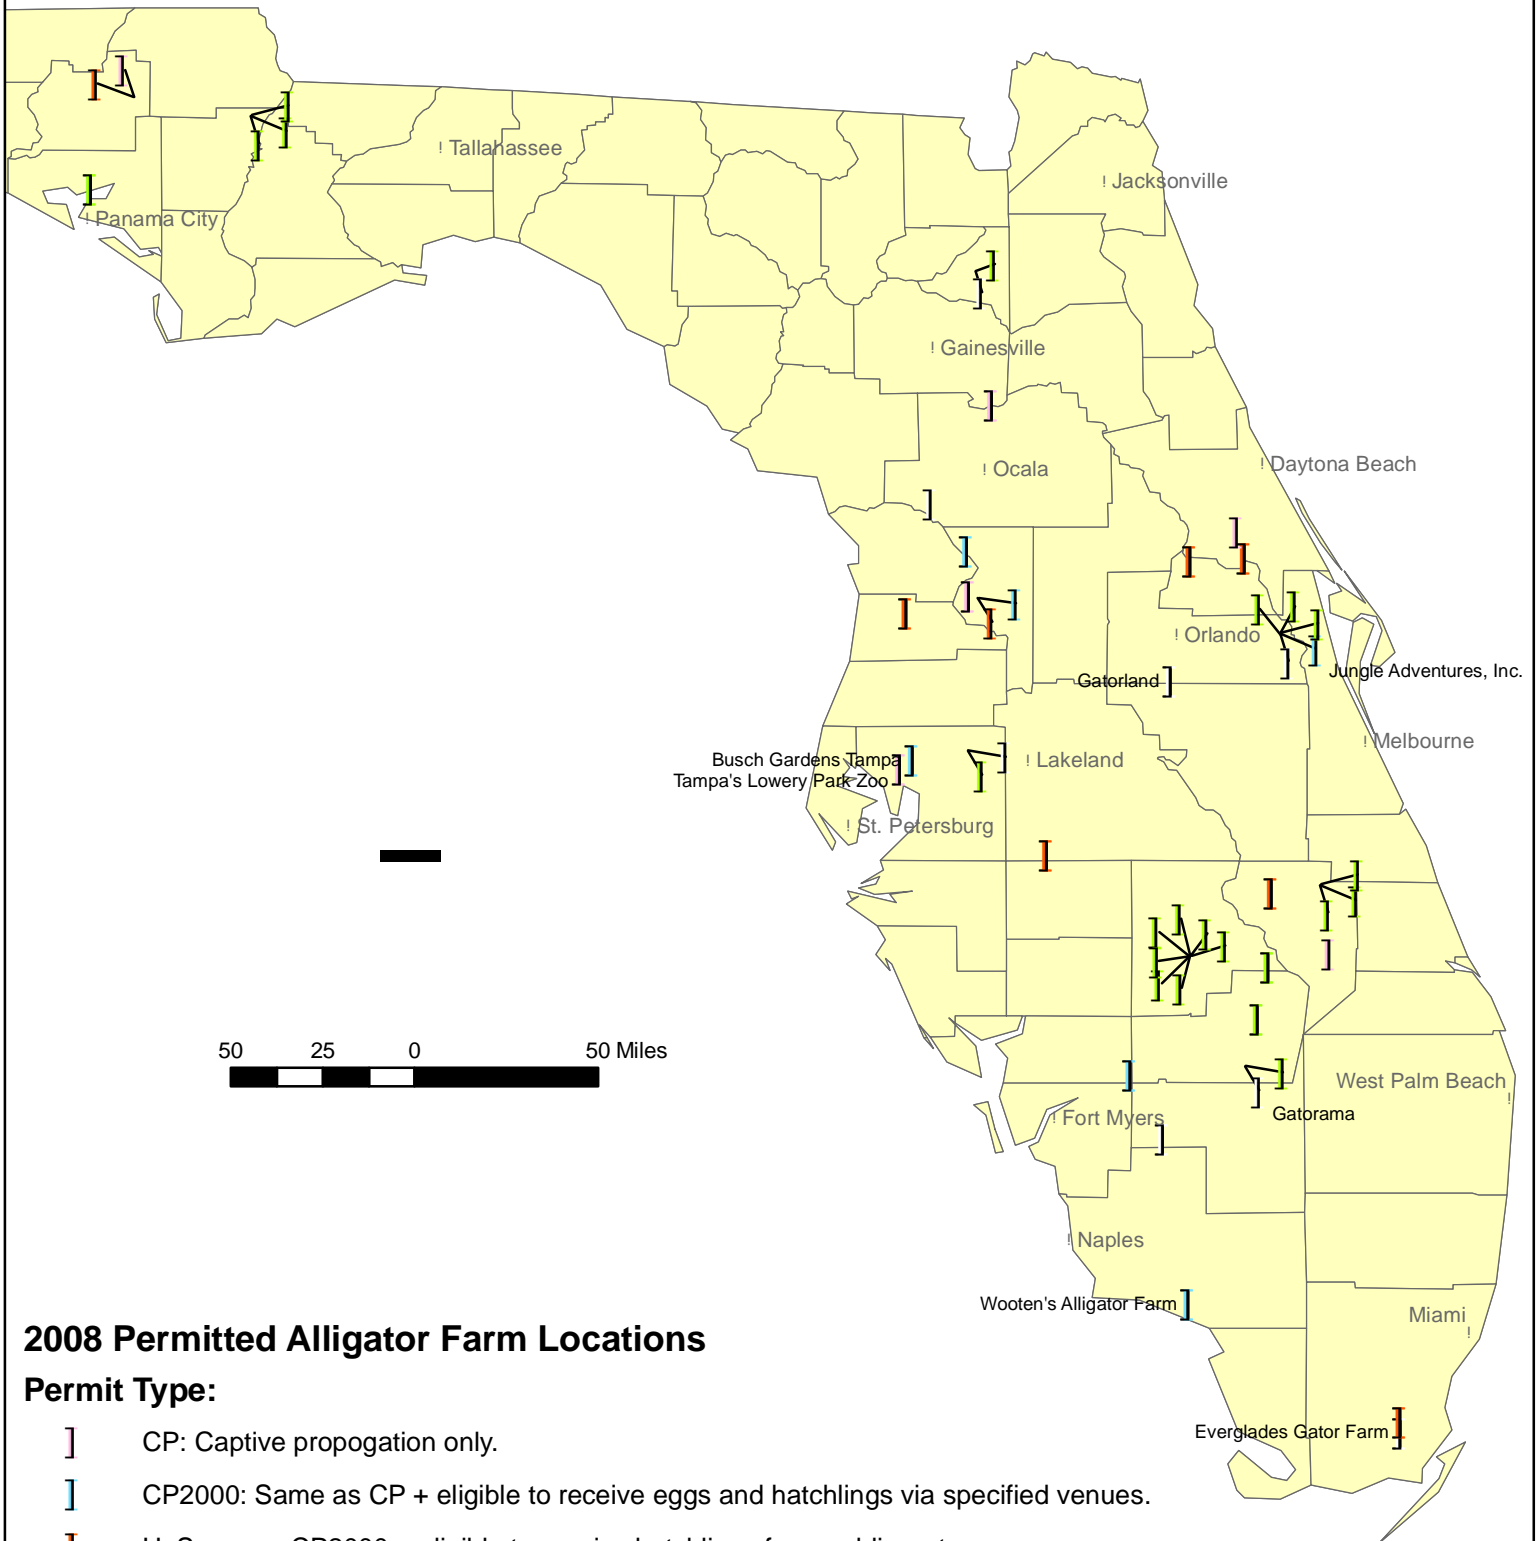 ! Tallahassee
! Jacksonville
! Panama City
! Gainesville
! Ocala
! Daytona Beach
! Orlando
Jungle Adventures, Inc.
Gatorland
! Melbourne
Busch Gardens Tampa
! Lakeland
Tampa's Lowery Park Zoo
! St. Petersburg
50 25 0 50 Miles
West Palm Beach
!
Gatorama
! Fort Myers
! Naples
Wooten's Alligator Farm
Miami
!
Everglades Gator Farm
2008 Permitted Alligator Farm Locations
Permit Type:
CP: Captive propogation only.
CP2000: Same as CP + eligible to receive eggs and hatchlings via specified venues.